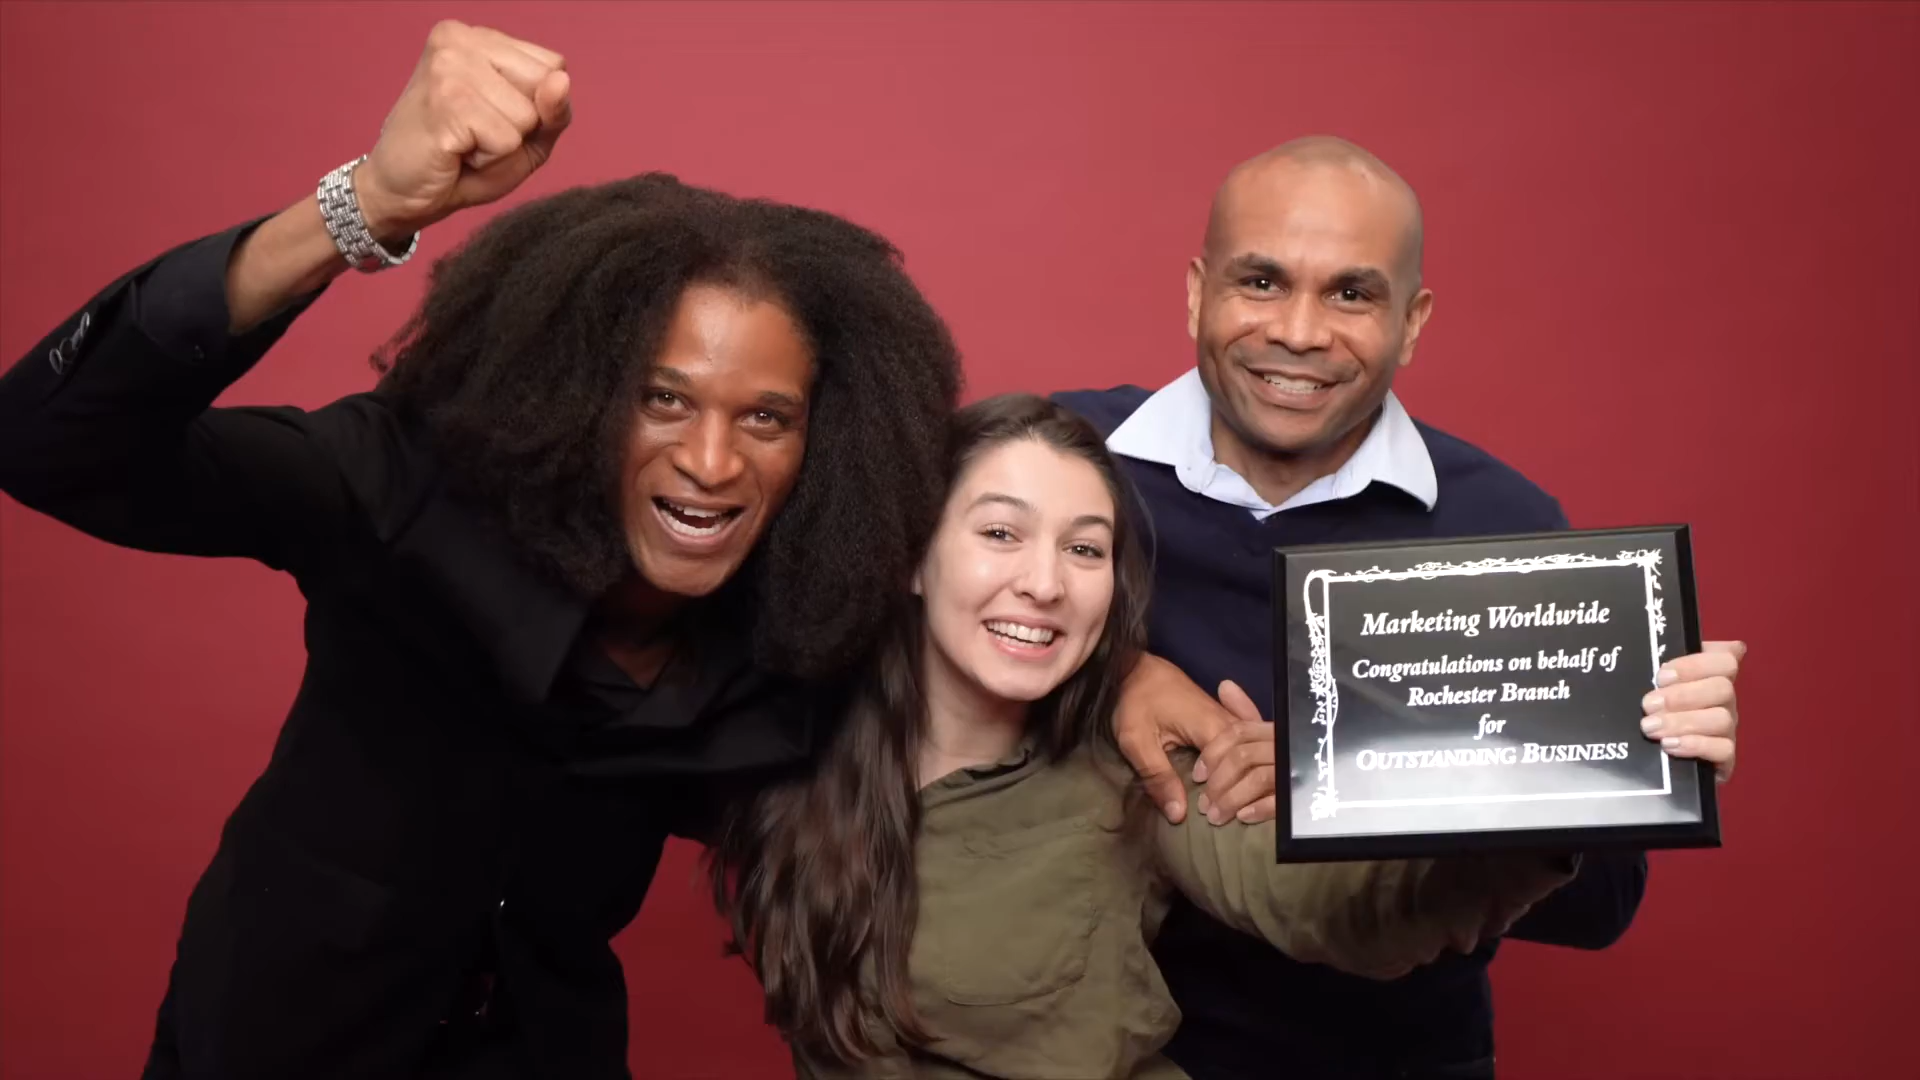 Marketing Worldwide
Congratulations on behalf of
Rochester Branch
for
OUTSTANDING BUSINESS